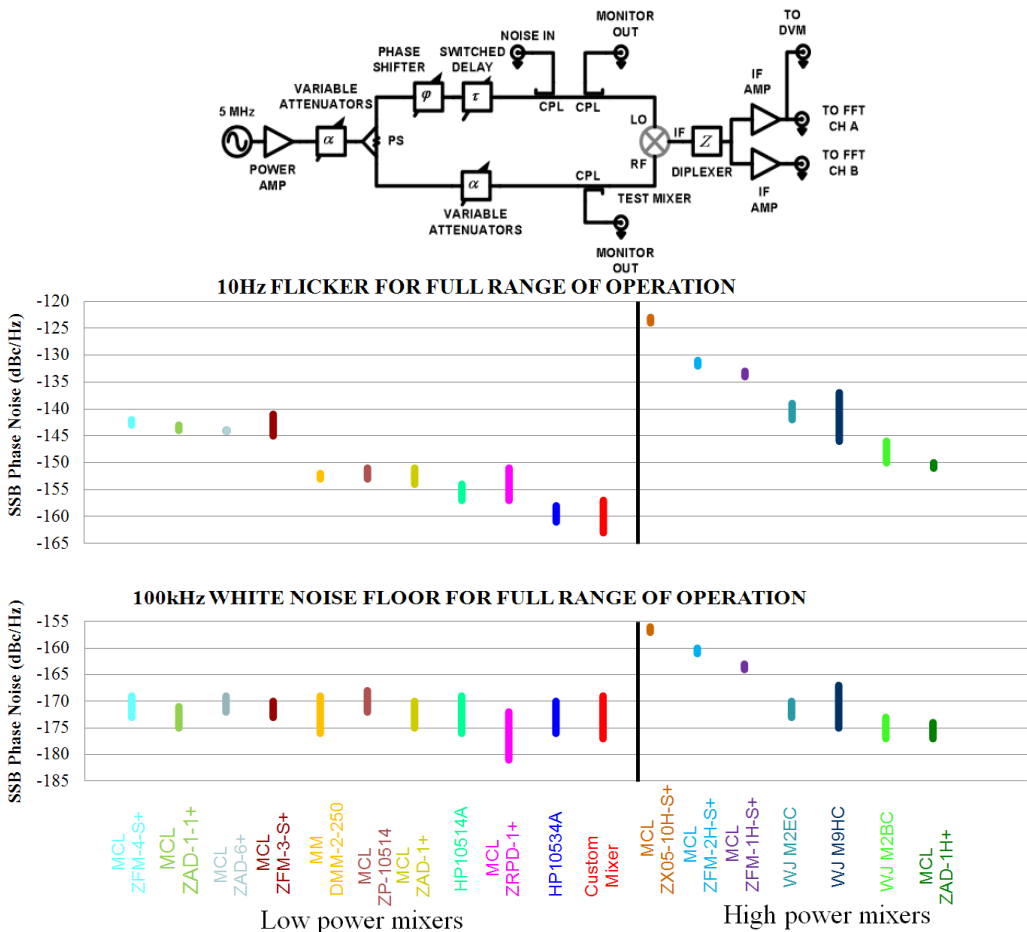 MONITOR
OUT
TO
DVM
NOISE IN
PHASE
SHIFTER
SWITCHED
DELAY
IF
AMP
VARIABLE
ATTENUATORS
5 MHz
φ
τ
CPL
CPL
LO
TO FFT
CH A
α
PS
IF
Z
POWER
AMP
RF
DIPLEXER
TO FFT
CH B
CPL
α
TEST MIXER
IF
AMP
VARIABLE
ATTENUATORS
MONITOR
OUT
10Hz FLICKER FOR FULL RANGE OF OPERATION
SSB Phase Noise (dBc/Hz)
-120
-125
-130
-135
-140
-145
-150
-155
-160
-165
100kHz WHITE NOISE FLOOR FOR FULL RANGE OF OPERATION
SSB Phase Noise (dBc/Hz)
-155
-160
-165
-170
-175
-180
-185
MCL
ZFM-4-S+
MCL
ZAD-1-1+
MCL
ZAD-6+
MCL
ZFM-3-S+
MM
DMM-2-250
MCL
ZP-10514
MCL
ZAD-1+
HP10514A
MCL
ZRPD-1+
HP10534A
Custom
Mixer
MCL
ZX05-10H-S+
MCL
ZFM-2H-S+
MCL
ZFM-1H-S+
WJ M2EC
WJ M9HC
WJ M2BC
MCL
ZAD-1H+
Low power mixers
High power mixers